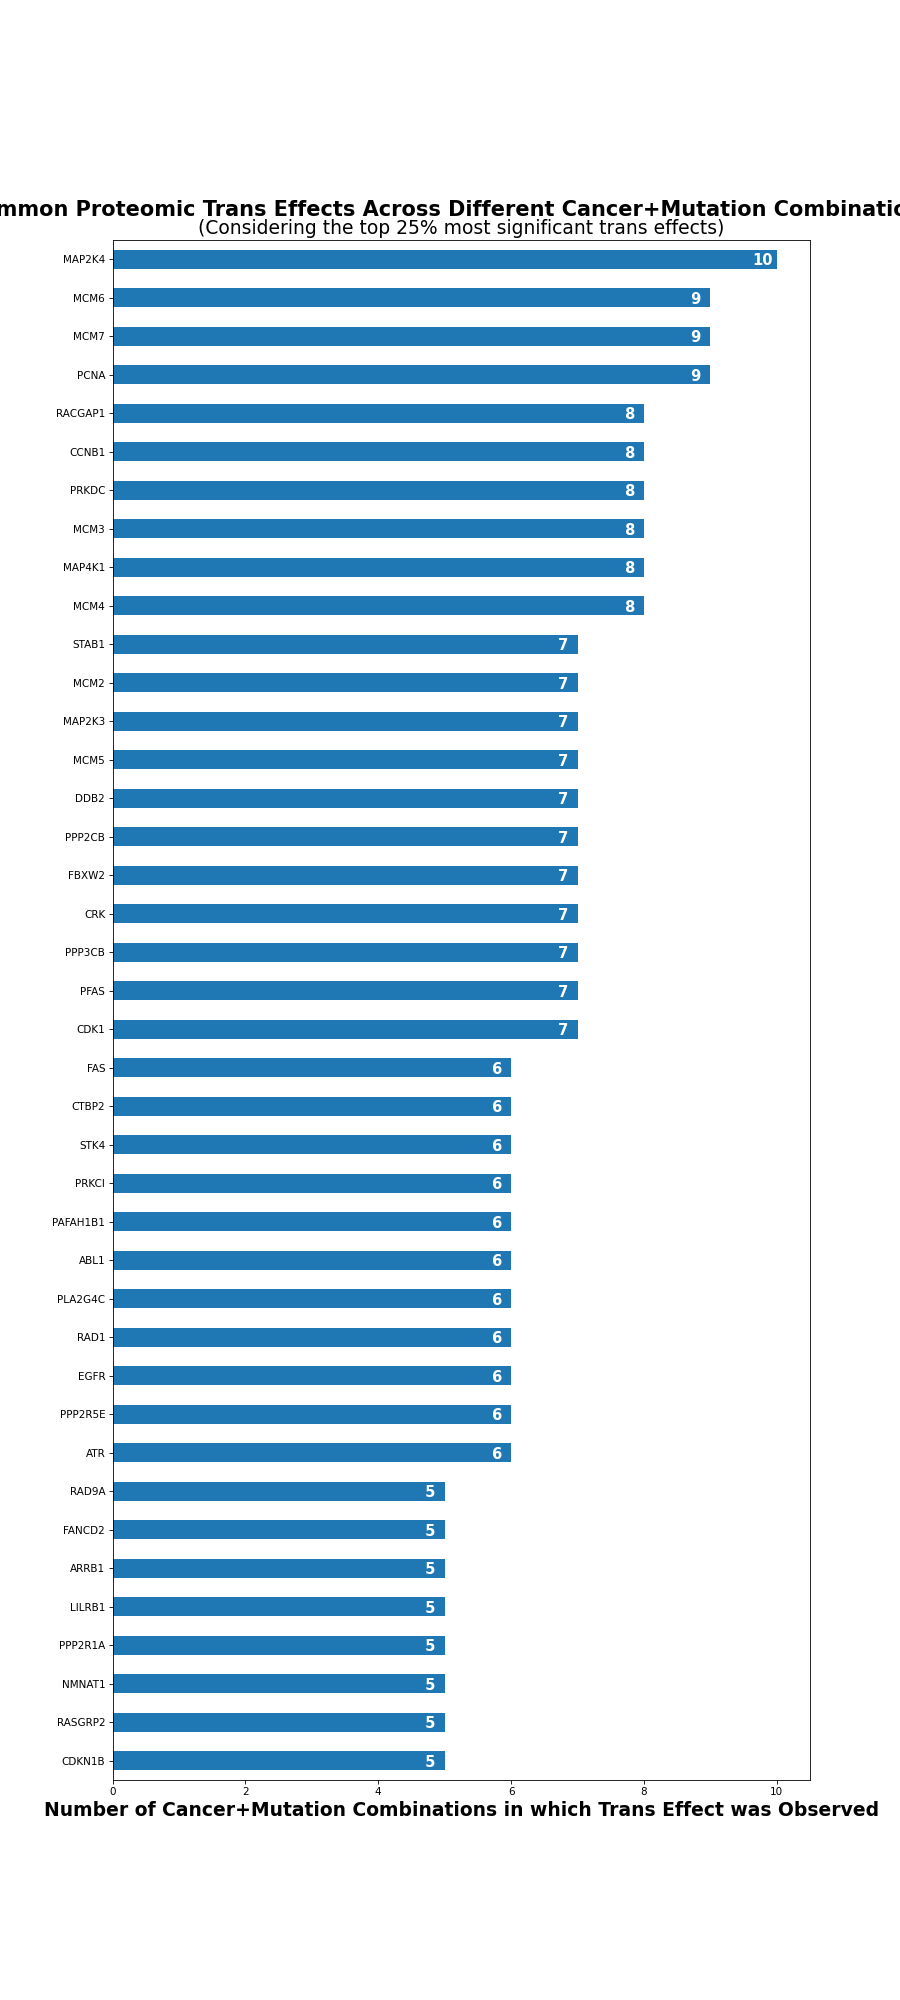 Proteomic Trans Effects Across Different Cancer+Mutation
(Considering the top 25% most significant trans effects)
MAP2K4 10
MCM6 9
MCM7 9
PCNA 9
RACGAP1 8
CCNB1 8
PRKDC 8
MCM3 8
MAP4K1 8
MCM4 8
STAB1 7
MCM2 7
MAP2K3 7
MCM5 7
DDB2 7
PPP2CB 7
FBXW2 7
CRK 7
PPP3CB 7
PFAS 7
CDK1 7
FAS 6
CTBP2 6
STK4 6
PRKCI 6
PAFAH1B1 6
ABL1 6
PLA2G4C 6
RAD1 6
EGFR 6
PPP2R5E 6
ATR 6
RAD9A 5
FANCD2 5
ARRB1 5
LILRB1 5
PPP2R1A 5
NMNAT1 5
RASGRP2 5
CDKN1B 5
0 2 4 6 8 10
Number of Cancer+Mutation Combinations in which Trans Effect was Observed